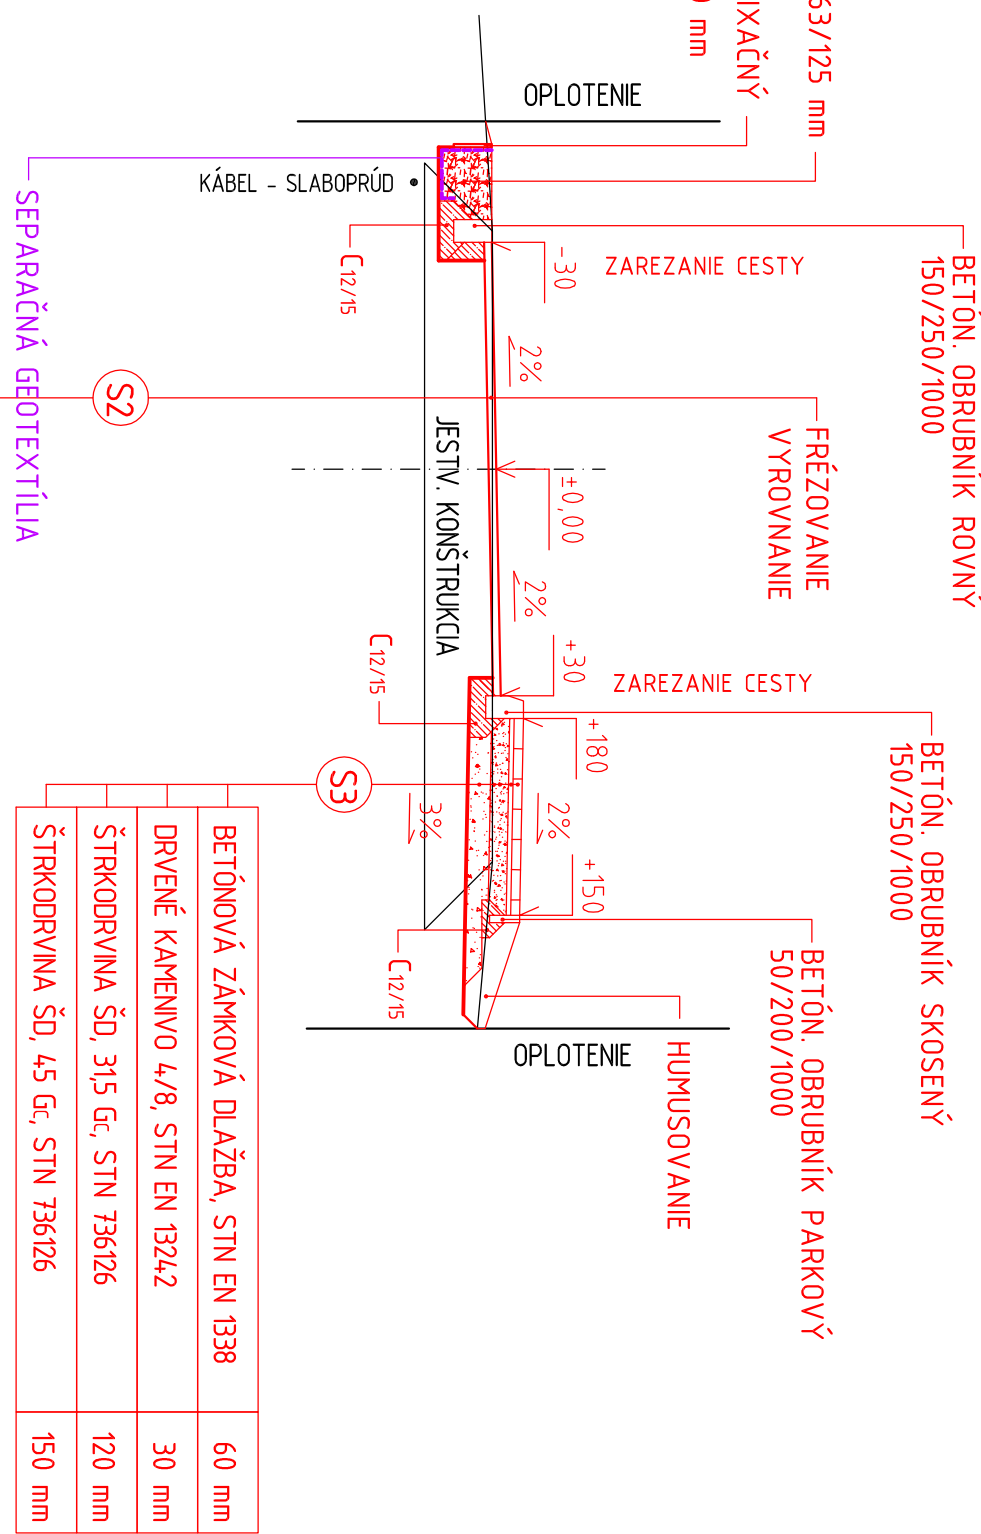 63/125 mm
IXAČNÝ
0 mm
OPLOTENIE
KÁBEL - SLABOPRÚD
BETÓN. OBRUBNÍK ROVNÝ
150/250/1000
ZAREZANIE CESTY
-30
C12/15
SEPARAČNÁ GEOTEXTÍLIA
2%
S2
FRÉZOVANIE
VYROVNANIE
±0,00
JESTV. KONŠTRUKCIA
2%
+30
ZAREZANIE CESTY
C12/15
+180
BETÓN. OBRUBNÍK SKOSENÝ
150/250/1000
S3
3%
2%
+150
BETÓN. OBRUBNÍK PARKOVÝ
50/200/1000
C12/15
HUMUSOVANIE
OPLOTENIE
BETÓNOVÁ ZÁMKOVÁ DLAŽBA, STN EN 1338 60 mm
DRVENÉ KAMENIVO 4/8, STN EN 13242 30 mm
ŠTRKODRVINA ŠD, 31,5 Gc, STN 736126 120 mm
ŠTRKODRVINA ŠD, 45 Gc, STN 736126 150 mm